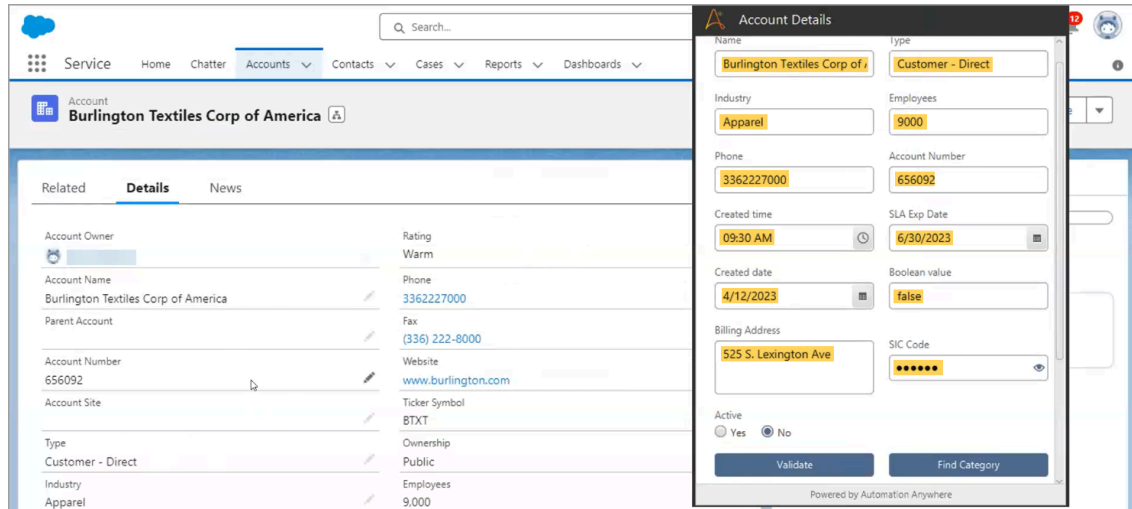 Search...
12
Service Home Chatter Accounts Contacts Cases Reports Dashboards
Account
Burlington Textiles Corp of America
Related Details News
Account Owner
Account Name
Burlington Textiles Corp of America
Parent Account
Account Number
656092
Account Site
Type
Customer - Direct
Industry
Apparel
Rating
Warm
Phone
3362227000
Fax
(336) 222-8000
Website
www.burlington.com
Ticker Symbol
BTXT
Ownership
Public
Employees
9,000
Account Details
Name Type
Burlington Textiles Corp of Customer - Direct
Industry Employees
Apparel 9000
Phone Account Number
3362227000 656092
Created time SLA Exp Date
09:30 AM 6/30/2023
Created date Boolean value
4/12/2023 false
Billing Address
525 S. Lexington Ave
SIC Code
••••••
Active
Yes No
Validate Find Category
Powered by Automation Anywhere